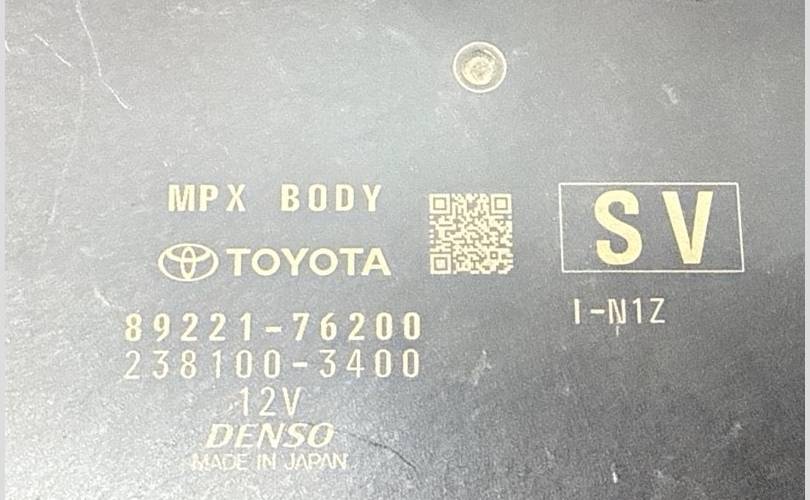 MPX BODY
TOYOTA
89221-76200
238100-3400
12V
DENSO
MADE IN JAPAN
SV
I-N1Z